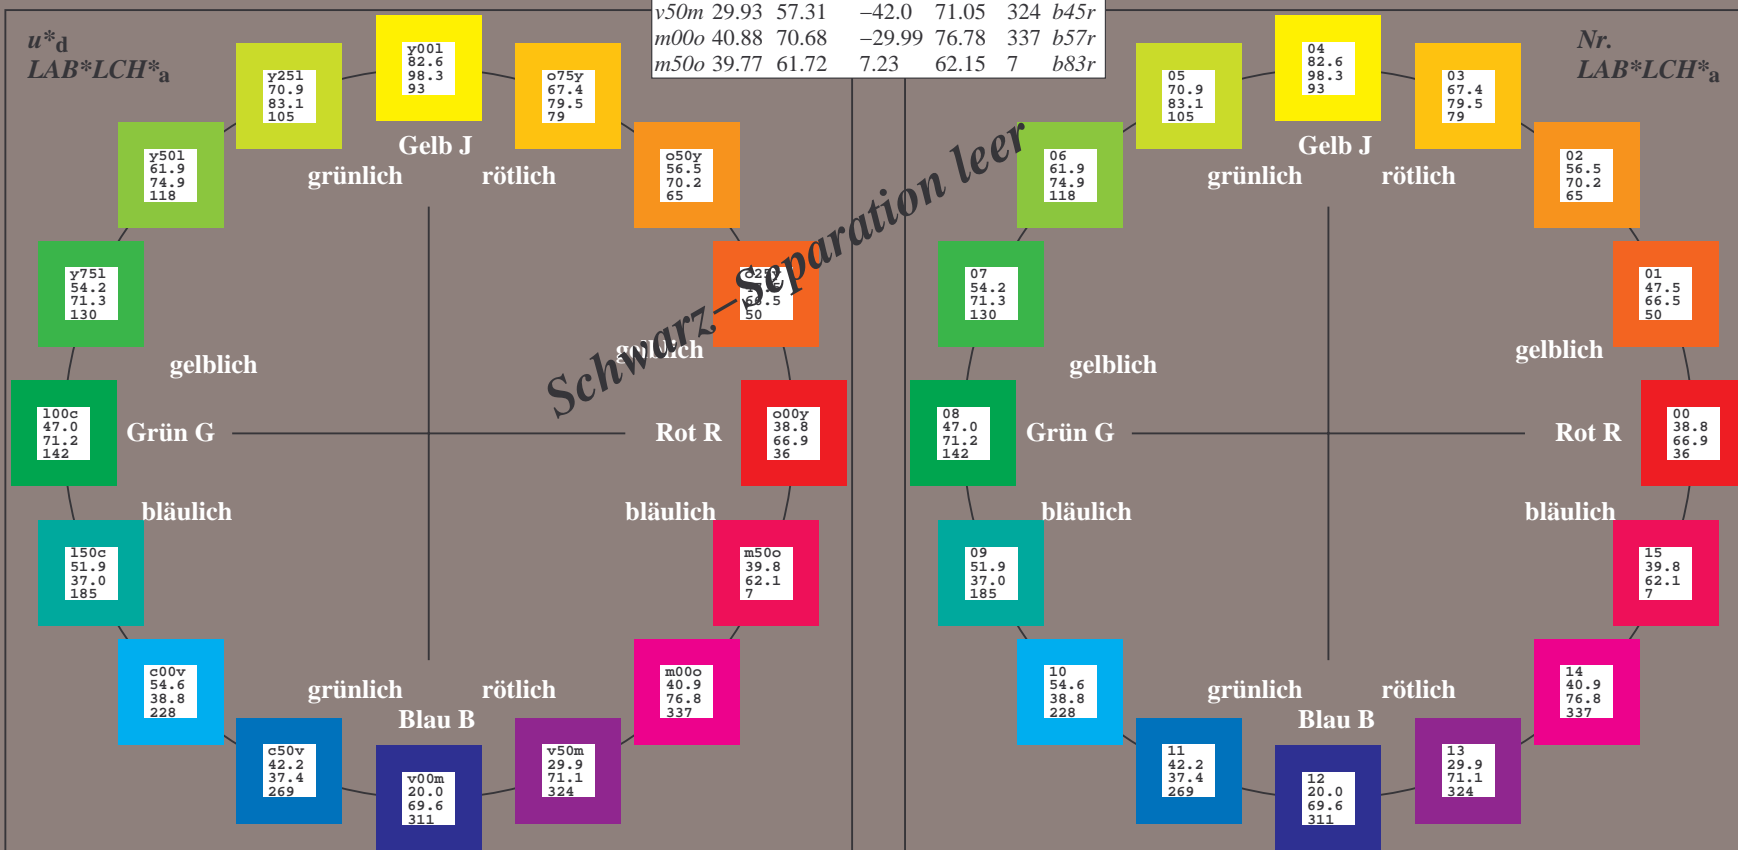 v50m 29.93 57.31 −42.0 71.05 324 b45r
m00o 40.88 70.68 −29.99 76.78 337 b57r
m50o 39.77 61.72 7.23 62.15 7 b83r
u*d
LAB*LCH*a
y00l
82.6
98.3
93
y25l
70.9
83.1
105
o75y
67.4
79.5
79
y50l
61.9
74.9
118
o50y
56.5
70.2
65
Gelb J
grünlich rötlich
y75l
54.2
71.3
130
o25y
47.5
66.5
50
gelblich
gelblich
l00c
47.0
71.2
142
Grün G
Rot R
o00y
38.8
66.9
36
bläulich
bläulich
l50c
51.9
37.0
185
m50o
39.8
62.1
7
c00v
54.6
38.8
228
m00o
40.9
76.8
337
grünlich rötlich
Blau B
c50v
42.2
37.4
269
v00m
20.0
69.6
311
v50m
29.9
71.1
324
Schwarz−Separation leer
Nr.
LAB*LCH*a
04
82.6
98.3
93
05
70.9
83.1
105
03
67.4
79.5
79
06
61.9
74.9
118
02
56.5
70.2
65
Gelb J
grünlich rötlich
07
54.2
71.3
130
01
47.5
66.5
50
gelblich
gelblich
08
47.0
71.2
142
Grün G
Rot R
00
38.8
66.9
36
bläulich
bläulich
09
51.9
37.0
185
15
39.8
62.1
7
10
54.6
38.8
228
14
40.9
76.8
337
grünlich rötlich
Blau B
11
42.2
37.4
269
12
20.0
69.6
311
13
29.9
71.1
324